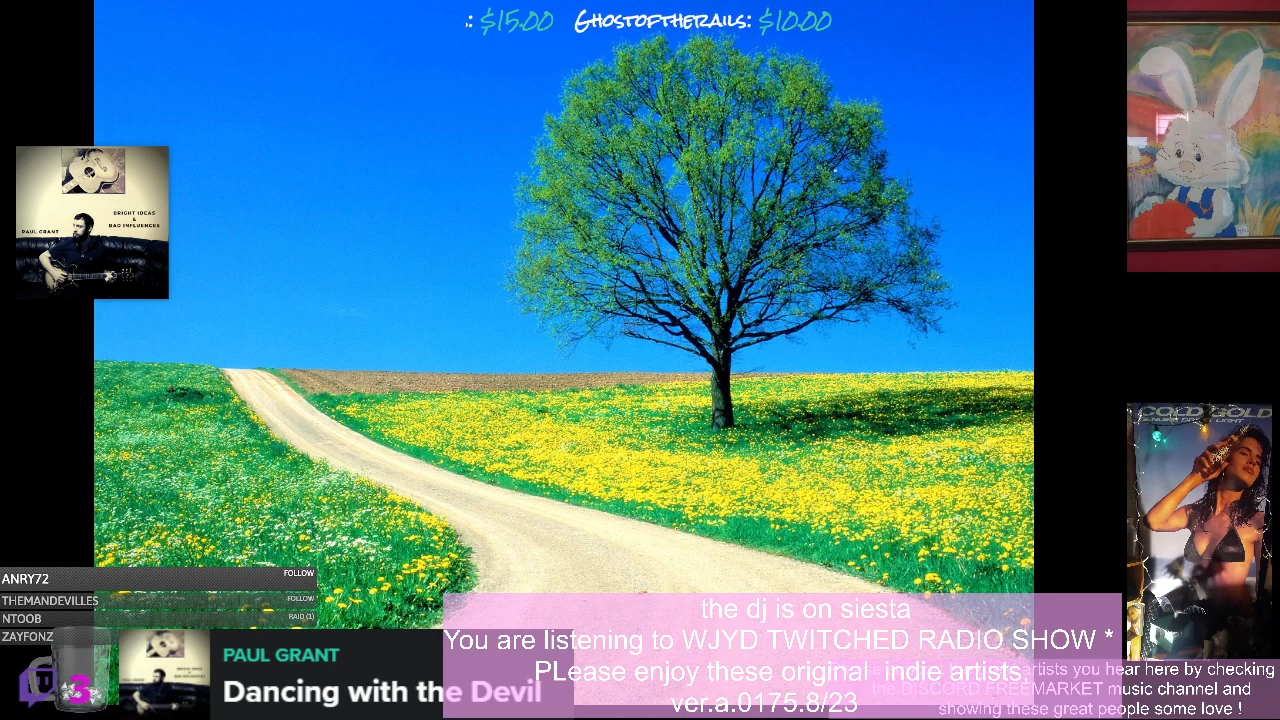 .: $15.00 Ghostoftherails: $10.00
BRIGHT IDEAS
&
BAD INFLUENCES
PAUL GRANT
COLD GOLD
ANRY72 FOLLOW
THEMANDEVILLES FOLLOW
NTOOB RAID (1)
ZAYFONZ
3
PAUL GRANT
Dancing with the Devil
the dj is on siesta
You are listening to WJYD TWITCHED RADIO SHOW *
PLease enjoy these original indie artists,
ver.a.0175.8/23
artists you hear here by checking
the DISCORD FREEMARKET music channel and
showing these great people some love !